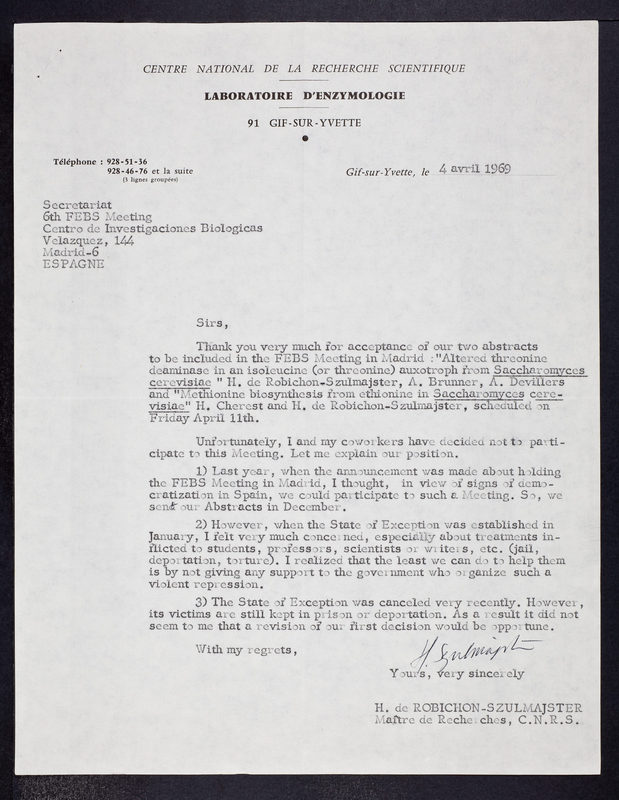 CENTRE NATIONAL DE LA RECHERCHE SCIENTIFIQUE
LABORATOIRE D'ENZYMOLOGIE
91 GIF-SUR-YVETTE
Téléphone : 928-51-36
928-46-76 et la suite
(3 lignes groupées)
Gif-sur-Yvette, le 4 avril 1969
Secretariat
6th FEBS Meeting
Centro de Investigaciones Biologicas
Velazquez, 144
Madrid-6
ESPAGNE
Sirs,
Thank you very much for acceptance of our two abstracts
to be included in the FEBS Meeting in Madrid :"Altered threonine
deaminase in an isoleucine (or threonine) auxotroph from Saccharomyces
cerevisiae " H. de Robichon-Szulmajster, A. Brunner, A. Devillers
and "Methionine biosynthesis from ethionine in Saccharomyces cere-
visiae" H. Cherest and H. de Robichon-Szulmajster, scheduled on
Friday April 11th.
Unfortunately, I and my coworkers have decided not to parti-
cipate to this Meeting. Let me explain our position.
1) Last year, when the announcement was made about holding
the FEBS Meeting in Madrid, I thought, in view of signs of demo-
cratization in Spain, we could participate to such a Meeting. So, we
sent our Abstracts in December.
2) However, when the State of Exception was established in
January, I felt very much concerned, especially about treatments in-
flicted to students, professors, scientists or writers, etc. (jail,
deportation, torture). I realized that the least we can do to help them
is by not giving any support to the government who organize such a
violent repression.
3) The State of Exception was canceled very recently. However,
its victims are still kept in prison or deportation. As a result it did not
seem to me that a revision of our first decision would be opportune.
With my regrets,
H. Szulmajster
Yours, very sincerely
H. de ROBICHON-SZULMAJSTER
Maître de Recherches, C.N.R.S.